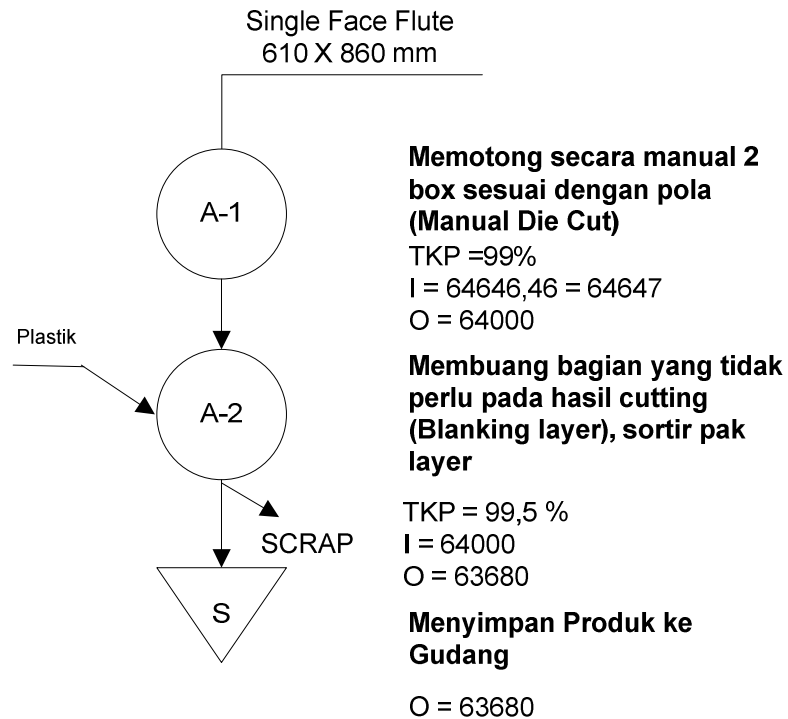 Single Face Flute
610 X 860 mm
A-1
Memotong secara manual 2
box sesuai dengan pola
(Manual Die Cut)
TKP =99%
I = 64646,46 = 64647
O = 64000
Plastik
A-2
Membuang bagian yang tidak
perlu pada hasil cutting
(Blanking layer), sortir pak
layer
TKP = 99,5 %
I = 64000
O = 63680
SCRAP
S
Menyimpan Produk ke
Gudang
O = 63680